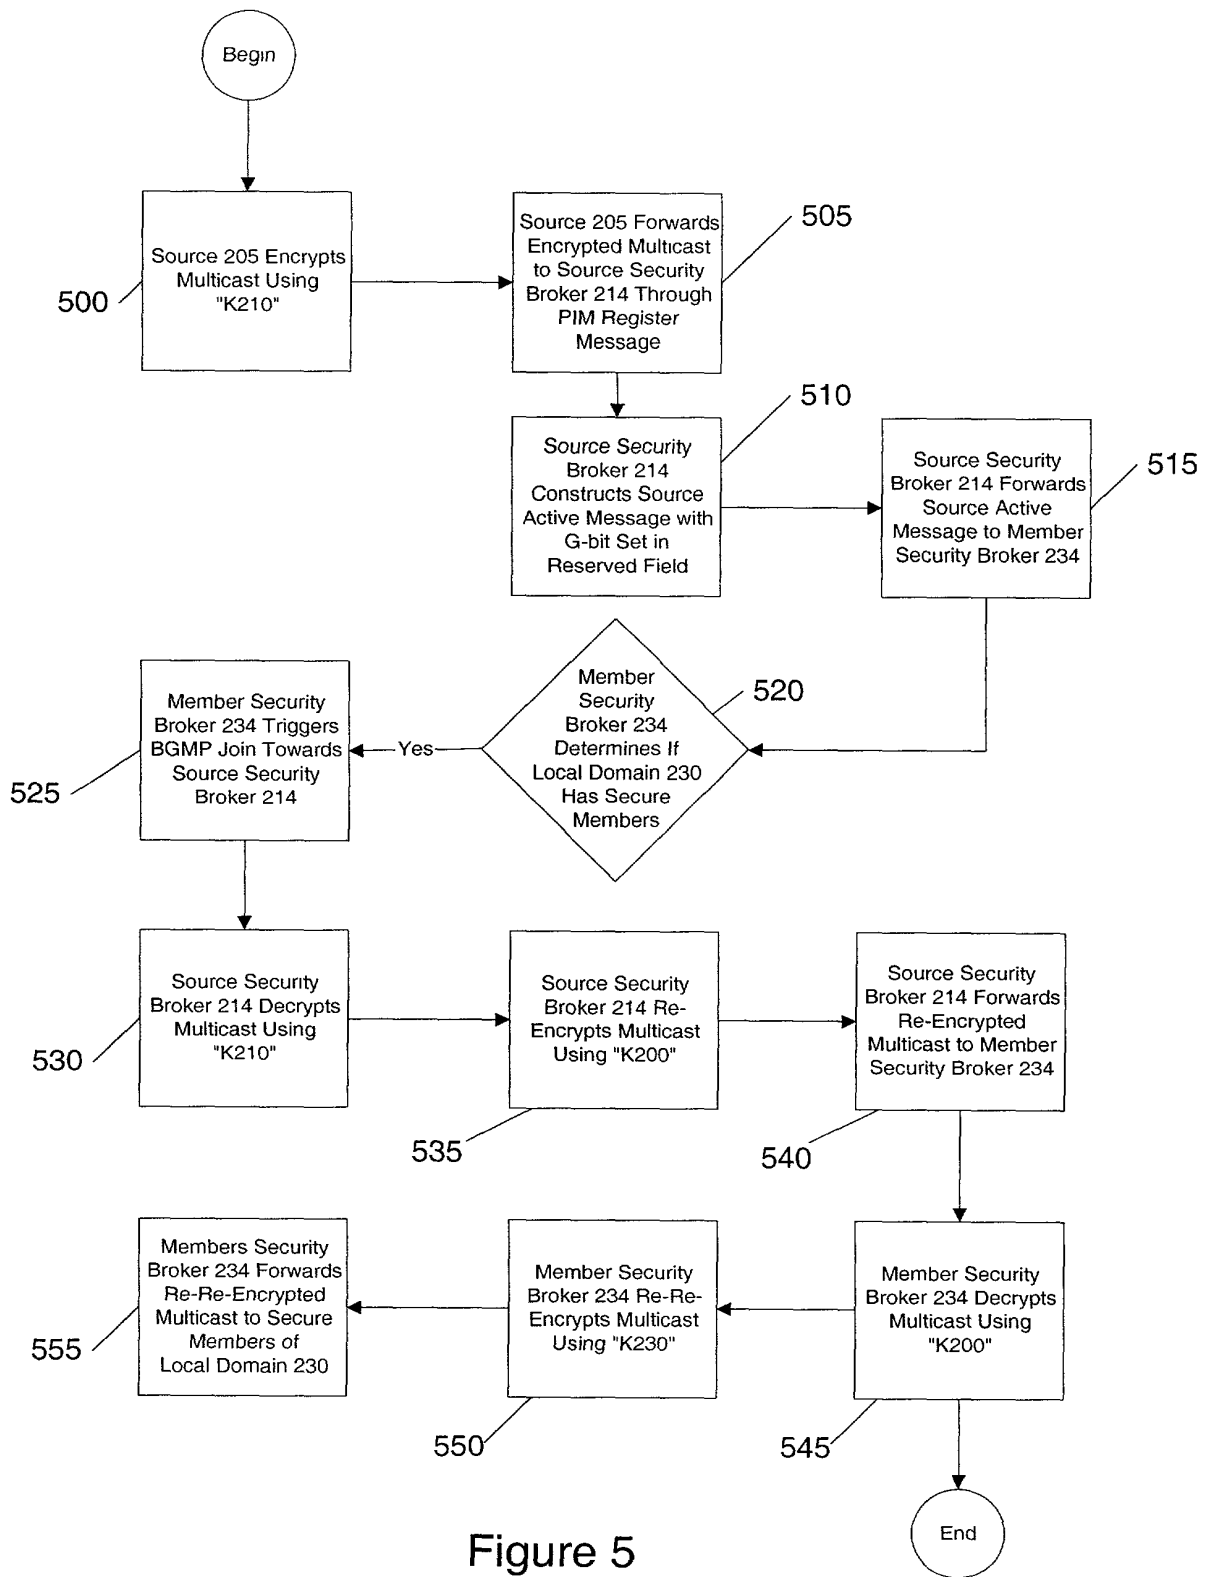 Begin
Source 205 Encrypts
Multicast Using
"K210"
500
Source 205 Forwards
Encrypted Multicast
to Source Security
Broker 214 Through
PIM Register
Message
505
Source Security
Broker 214
Constructs Source
Active Message with
G-bit Set in
Reserved Field
510
Source Security
Broker 214 Forwards
Source Active
Message to Member
Security Broker 234
515
Member
Security
Broker 234
Determines If
Local Domain 230
Has Secure
Members
520
Yes
Member Security
Broker 234 Triggers
BGMP Join Towards
Source Security
Broker 214
525
Source Security
Broker 214 Decrypts
Multicast Using
"K210"
530
Source Security
Broker 214 Re-
Encrypts Multicast
Using "K200"
535
Source Security
Broker 214 Forwards
Re-Encrypted
Multicast to Member
Security Broker 234
540
Member Security
Broker 234 Decrypts
Multicast Using
"K200"
545
Member Security
Broker 234 Re-Re-
Encrypts Multicast
Using "K230"
550
Members Security
Broker 234 Forwards
Re-Re-Encrypted
Multicast to Secure
Members of
Local Domain 230
555
End
Figure 5